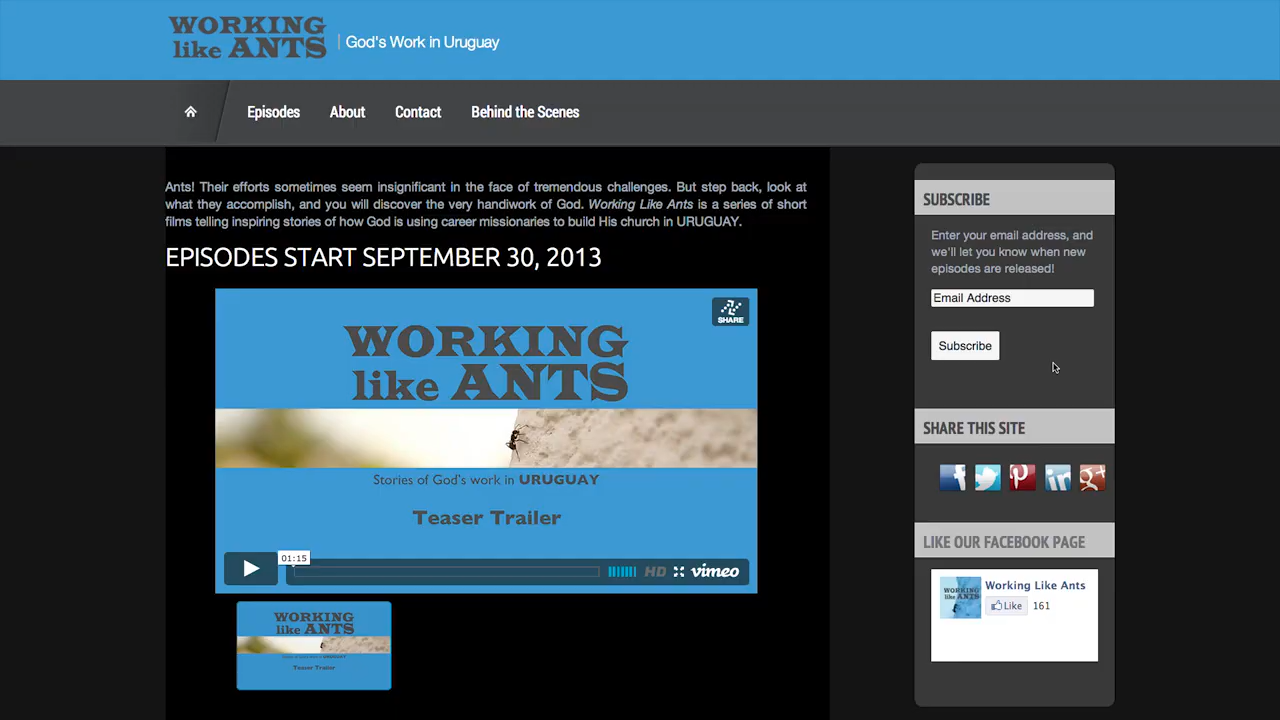 WORKING
like ANTS
God's Work in Uruguay
Episodes
About
Contact
Behind the Scenes
Ants! Their efforts sometimes seem insignificant in the face of tremendous challenges. But step back, look at
what they accomplish, and you will discover the very handiwork of God. Working Like Ants is a series of short
films telling inspiring stories of how God is using career missionaries to build His church in URUGUAY.
EPISODES START SEPTEMBER 30, 2013
SHARE
WORKING
like ANTS
Stories of God's work in URUGUAY
Teaser Trailer
01:15
HD
vimeo
WORKING
like ANTS
Teaser Trailer
SUBSCRIBE
Enter your email address, and
we'll let you know when new
episodes are released!
Email Address
Subscribe
SHARE THIS SITE
LIKE OUR FACEBOOK PAGE
Working Like Ants
Like 161